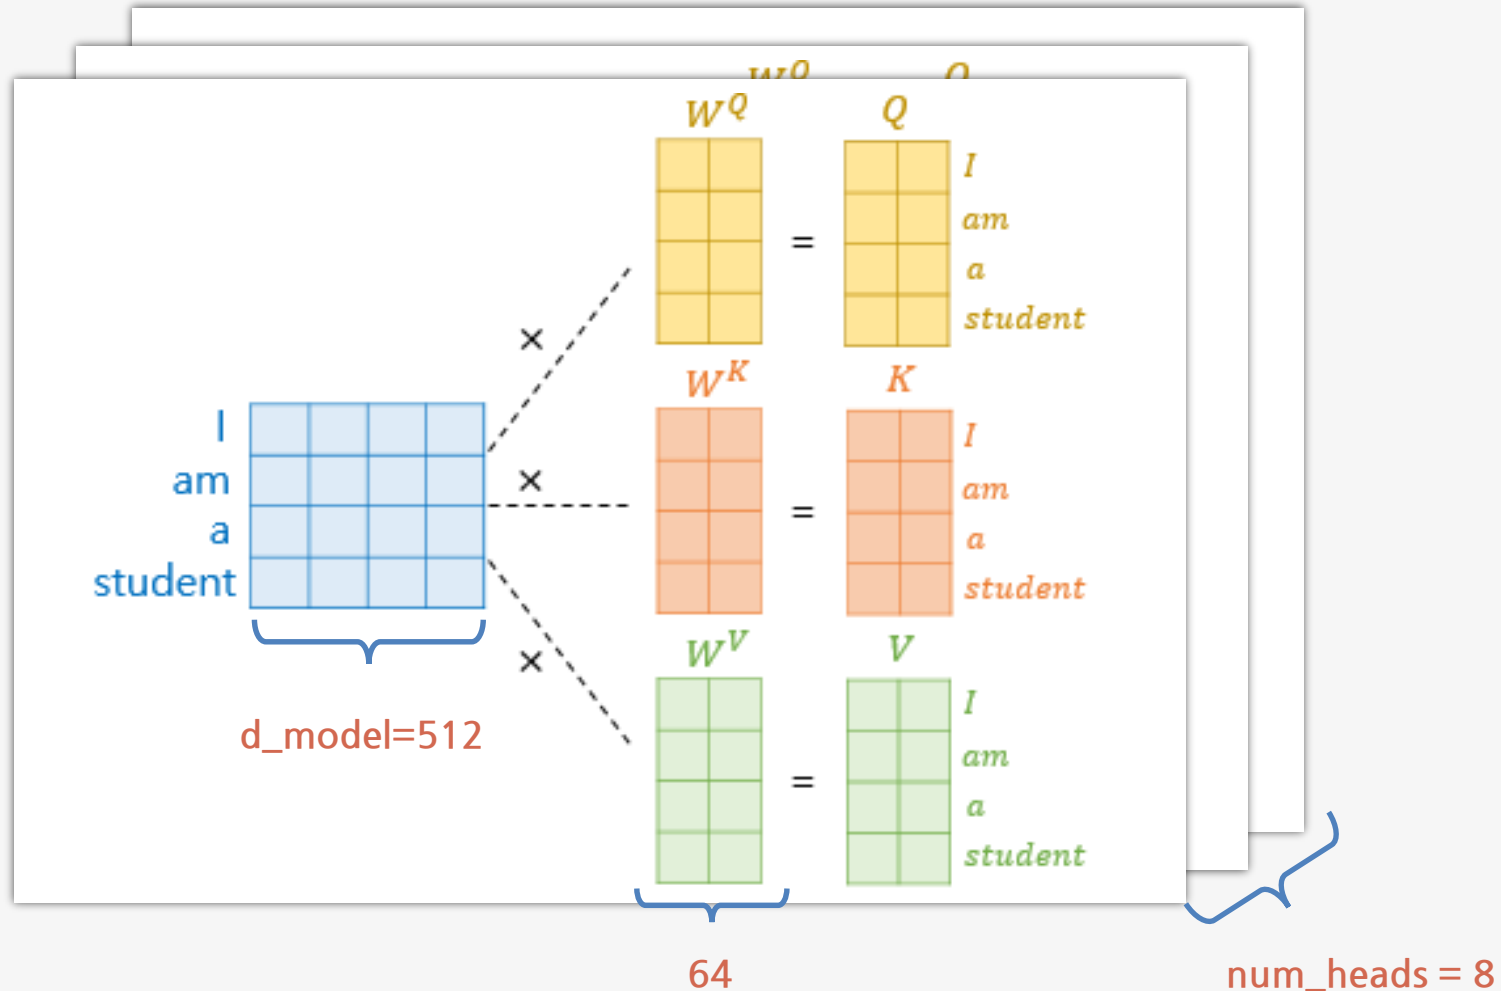 W^Q Q
W^Q Q
I
am
a
student
×
W^K K
I
am
a
student
×
=
I
am
a
student
=
W^V V
×
I
am
a
student
=
d_model=512
64
num_heads = 8